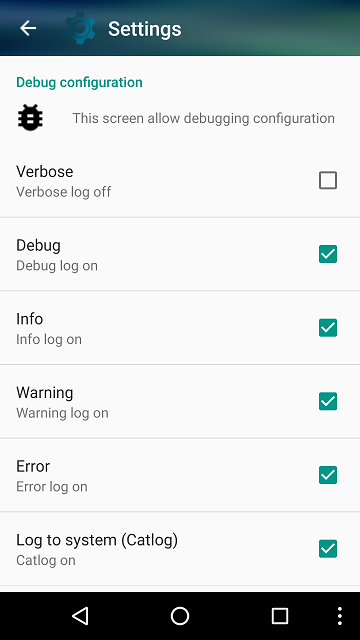 Settings
Debug configuration
This screen allow debugging configuration
Verbose
Verbose log off
Debug
Debug log on
Info
Info log on
Warning
Warning log on
Error
Error log on
Log to system (Catlog)
Catlog on